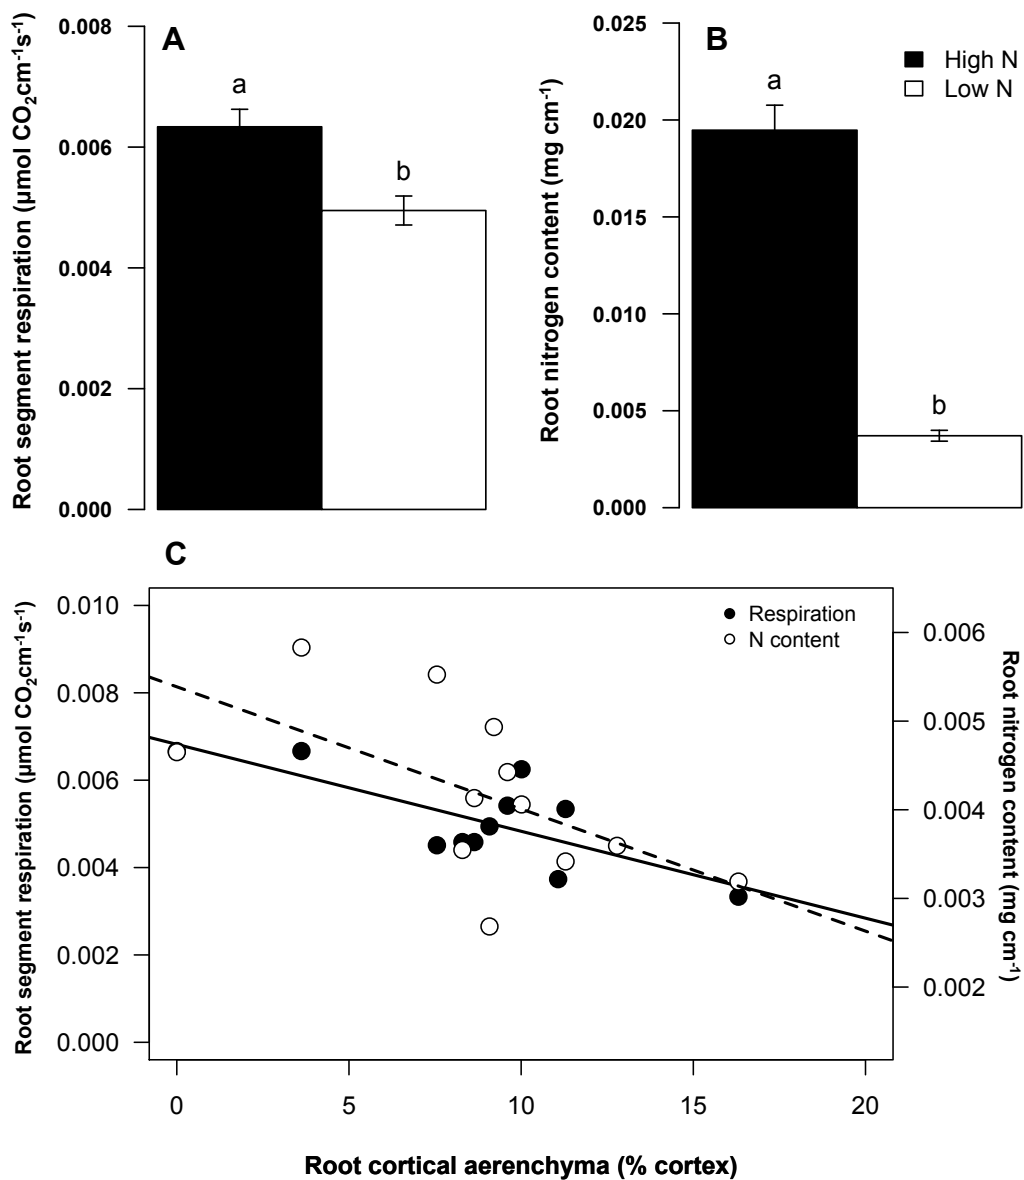 A
Root segment respiration (µmol CO₂cm⁻¹s⁻¹)
0.008
0.006
0.004
0.002
0.000
a
b
B
Root nitrogen content (mg cm⁻¹)
0.025
0.020
0.015
0.010
0.005
0.000
a
b
High N
Low N
C
Root segment respiration (µmol CO₂cm⁻¹s⁻¹)
0.010
0.008
0.006
0.004
0.002
0.000
Respiration
N content
0.006
0.005
0.004
0.003
0.002
Root nitrogen content (mg cm⁻¹)
0 5 10 15 20
Root cortical aerenchyma (% cortex)